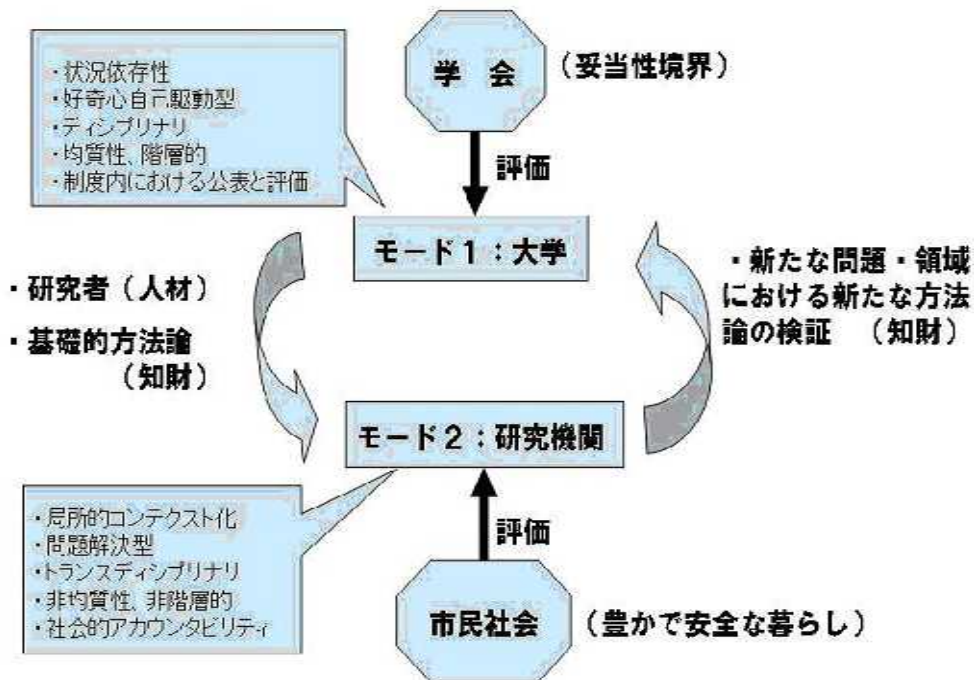 ・状況依存性
・好奇心自己駆動型
・ディシプリナリ
・均質性、階層的
・制度内における公表と評価
学 会
（妥当性境界）
評価
モード１：大学
・研究者（人材）
・基礎的方法論
（知財）
・新たな問題・領域
における新たな方法
論の検証 （知財）
モード２：研究機関
・局所的コンテクスト化
・問題解決型
・トランスディシプリナリ
・非均質性、非階層的
・社会的アカウンタビリティ
評価
市民社会
（豊かで安全な暮らし）